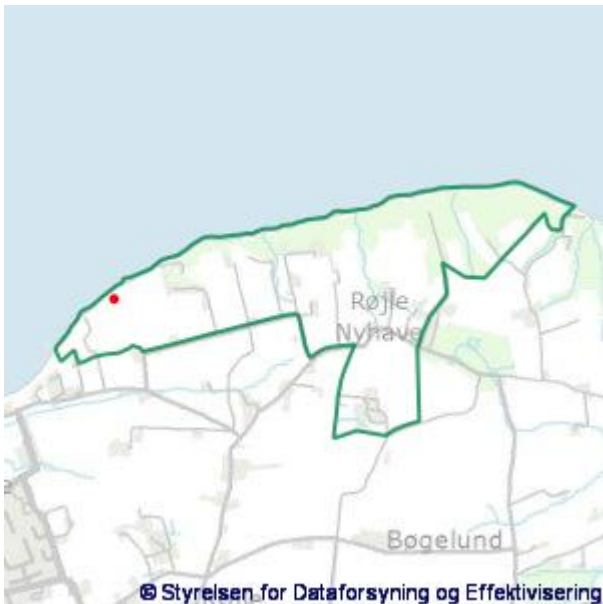 Røjle
Nyhave
Bøgelund
© Styrelsen for Dataforsyning og Effektivisering